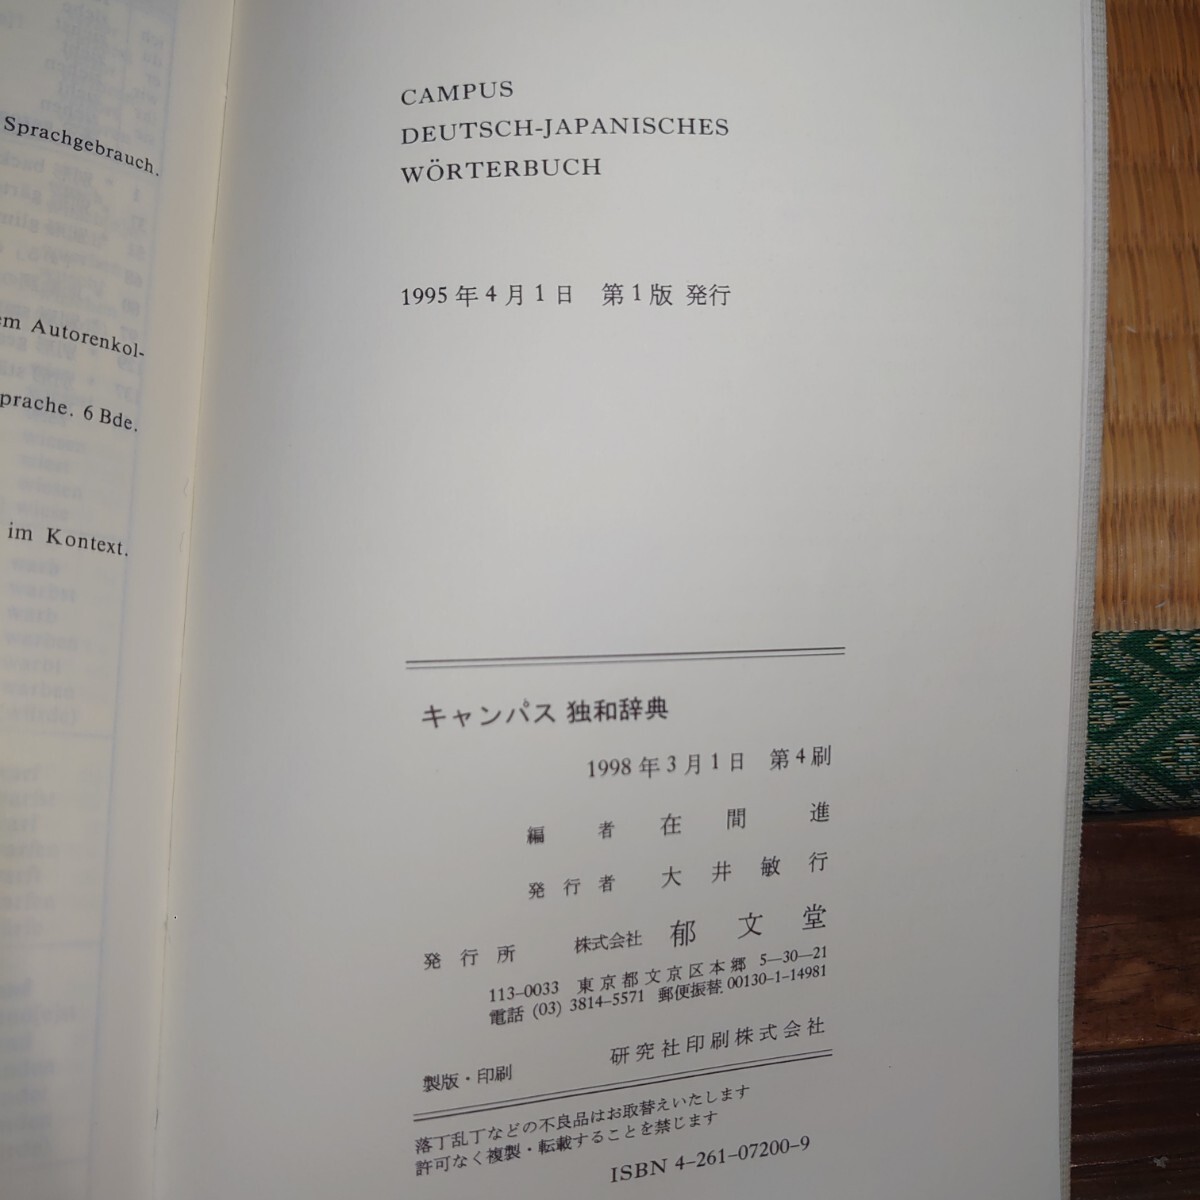 Sprachgebrauch.
em Autorenkol-
prache. 6 Bde.
im Kontext.
CAMPUS
DEUTSCH-JAPANISCHES
WÖRTERBUCH
1995年4月1日 第1版 発行
キャンパス 独和辞典
1998年3月1日 第4刷
編者 在間進
発行者 大井敏行
発行所 株式会社 郁文堂
113-0033 東京都文京区本郷 5-30-21
電話 (03) 3814-5571 郵便振替 00130-1-14981
製版・印刷 研究社印刷株式会社
落丁乱丁などの不良品はお取替えいたします
許可なく複製・転載することを禁じます
ISBN 4-261-07200-9